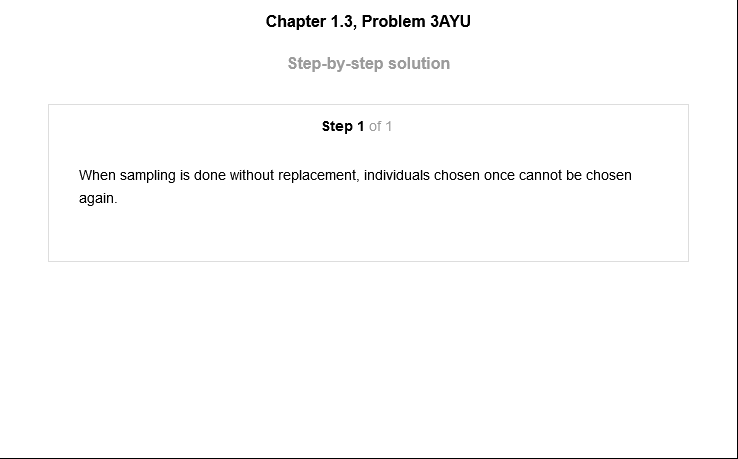 Chapter 1.3, Problem 3AYU
Step-by-step solution
Step 1 of 1
When sampling is done without replacement, individuals chosen once cannot be chosen
again.